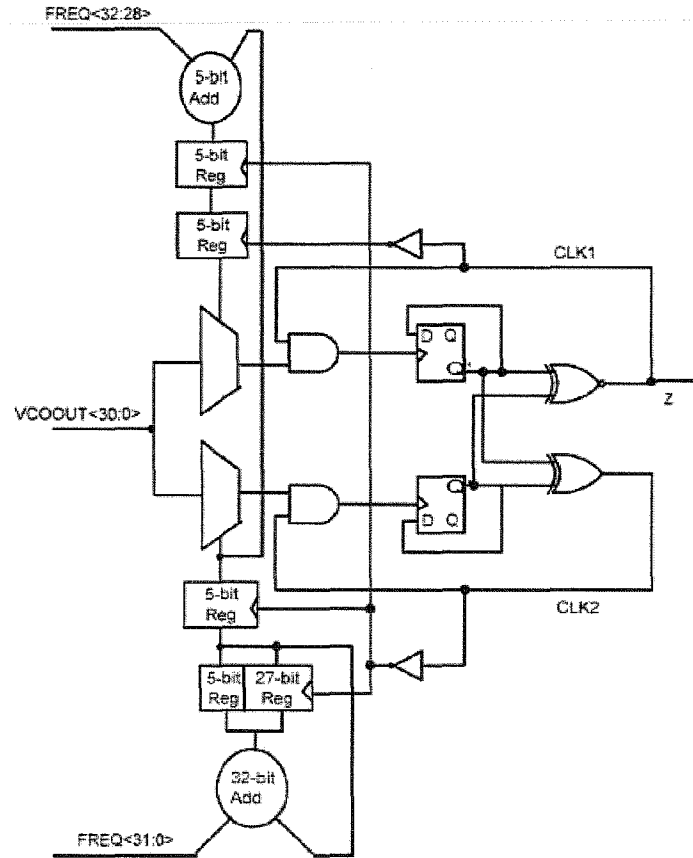 FREQ<32:28>
5-bit
Add
5-bit
Reg
5-bit
Reg
CLK1
D Q
Q
Z
VCOOUT<30:0>
Q
D Q
CLK2
5-bit
Reg
5-bit
Reg
27-bit
Reg
32-bit
Add
FREQ<31:0>